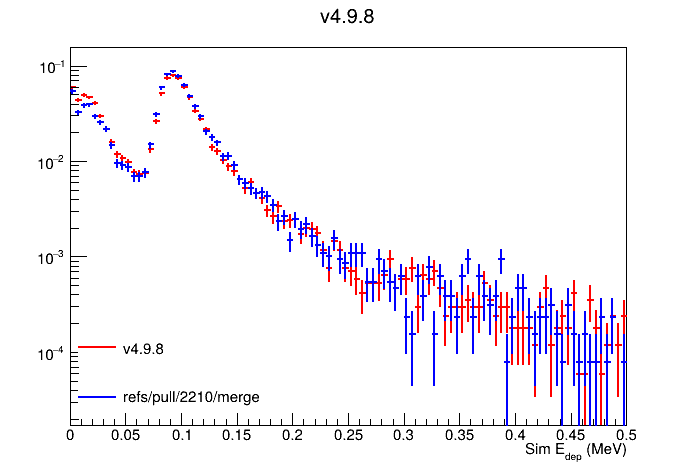 v4.9.8
10⁻¹
10⁻²
10⁻³
10⁻⁴
v4.9.8
refs/pull/2210/merge
0 0.05 0.1 0.15 0.2 0.25 0.3 0.35 0.4 0.45 0.5
Sim E_dep (MeV)